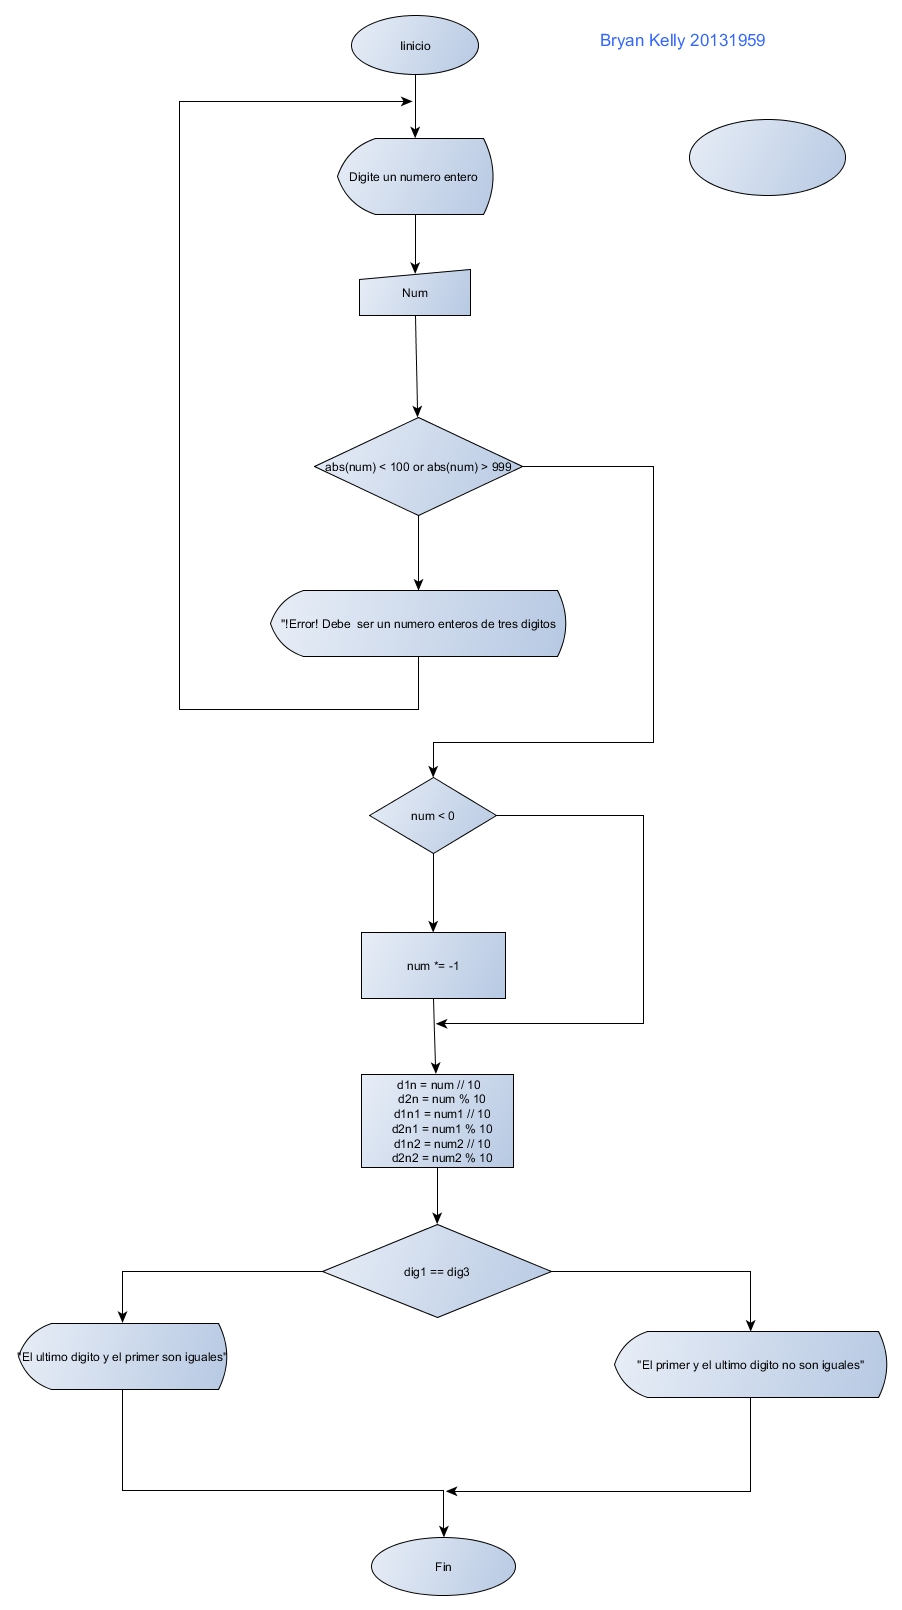 Iinicio
Bryan Kelly 20131959
Digite un numero entero
Num
abs(num) < 100 or abs(num) > 999
"!Error! Debe  ser un numero enteros de tres digitos
num < 0
num *= -1
d1n = num // 10
d2n = num % 10
d1n1 = num1 // 10
d2n1 = num1 % 10
d1n2 = num2 // 10
d2n2 = num2 % 10
dig1 == dig3
"El ultimo digito y el primer son iguales"
"El primer y el ultimo digito no son iguales"
Fin